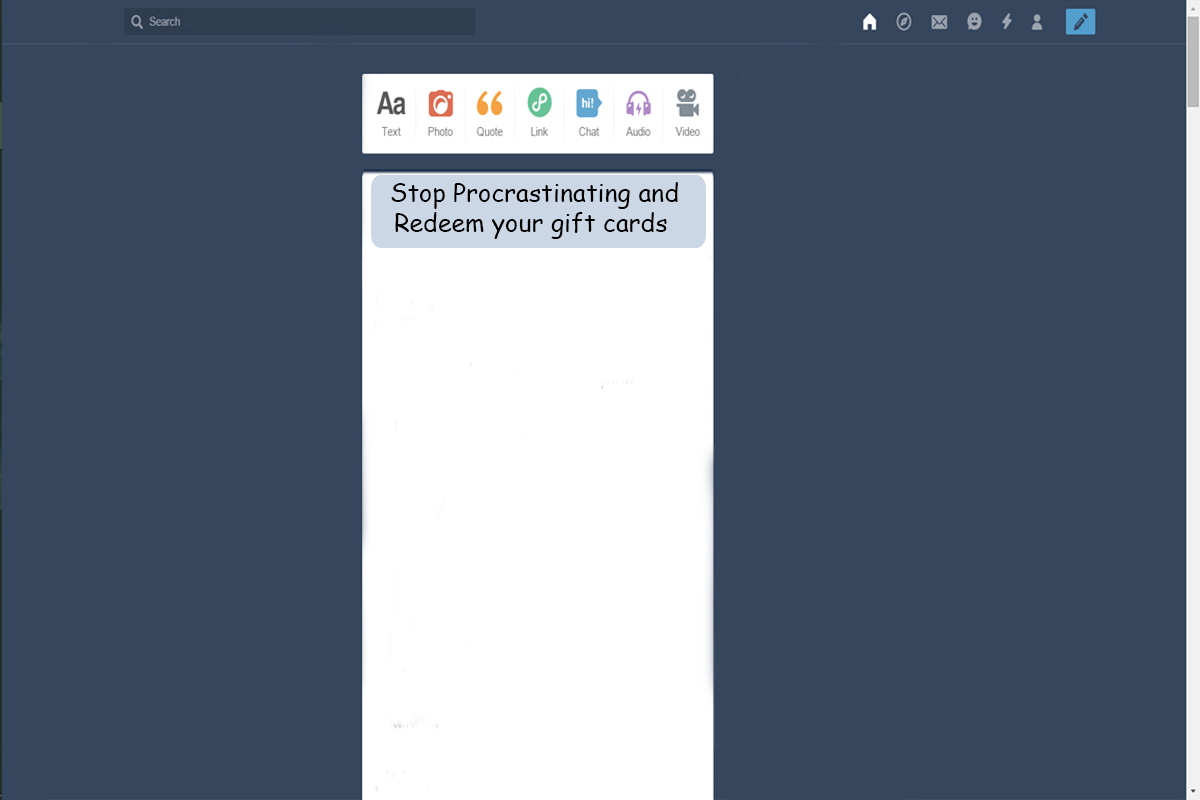 Search
Aa
hi!
Text Photo Quote Link Chat Audio Video
Stop Procrastinating and
Redeem your gift cards